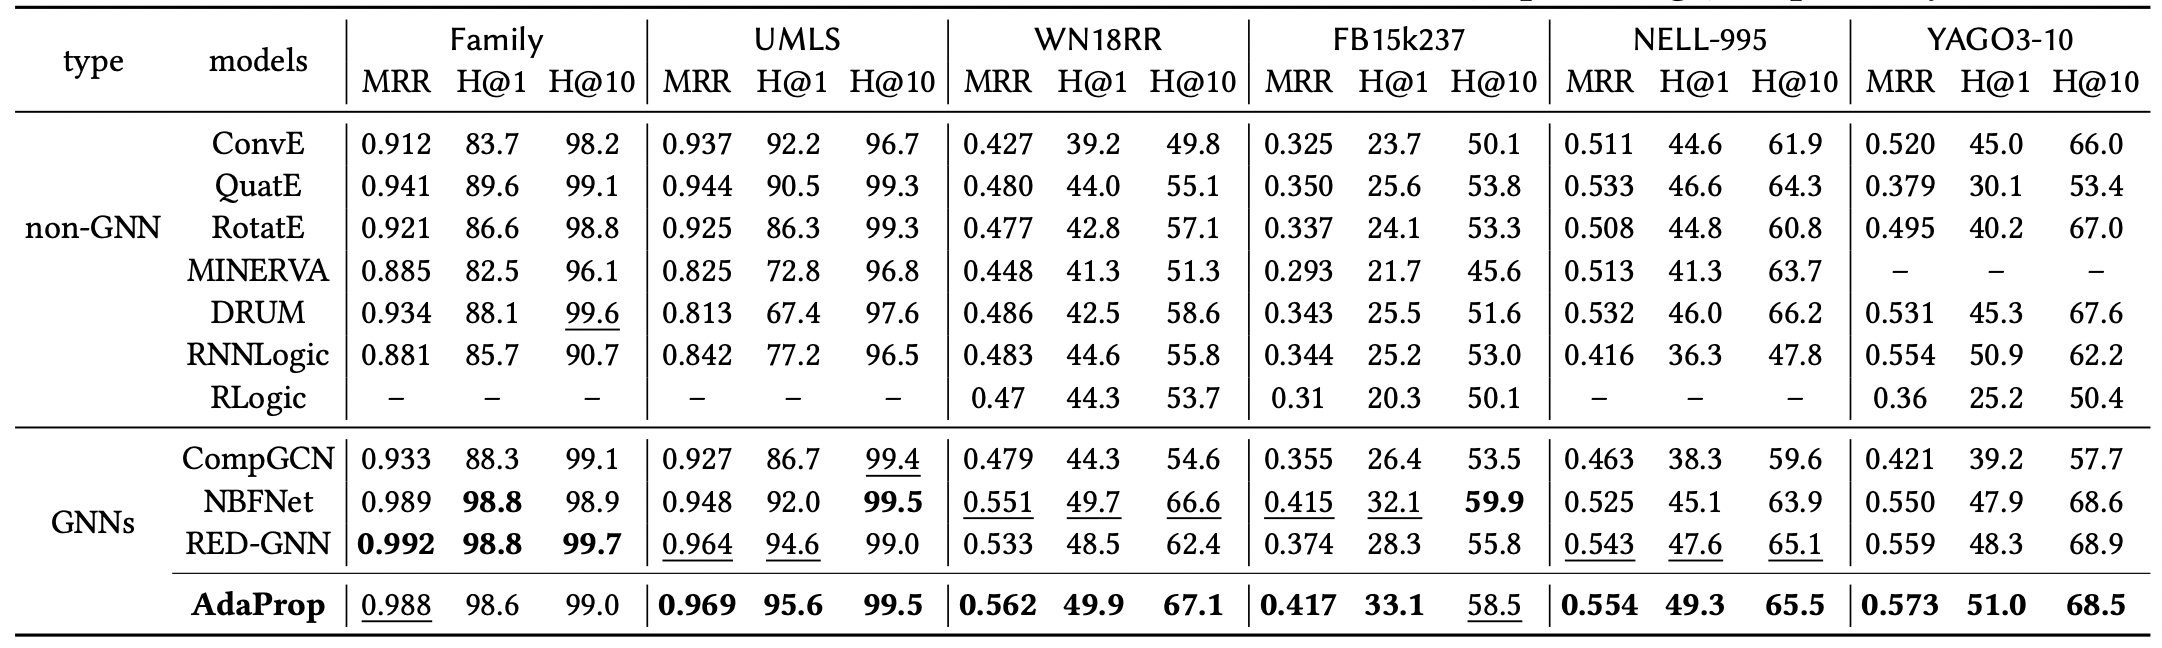 type models Family UMLS WN18RR FB15k237 NELL-995 YAGO3-10
MRR H@1 H@10 MRR H@1 H@10 MRR H@1 H@10 MRR H@1 H@10 MRR H@1 H@10 MRR H@1 H@10
non-GNN
ConvE 0.912 83.7 98.2 0.937 92.2 96.7 0.427 39.2 49.8 0.325 23.7 50.1 0.511 44.6 61.9 0.520 45.0 66.0
QuatE 0.941 89.6 99.1 0.944 90.5 99.3 0.480 44.0 55.1 0.350 25.6 53.8 0.533 46.6 64.3 0.379 30.1 53.4
RotatE 0.921 86.6 98.8 0.925 86.3 99.3 0.477 42.8 57.1 0.337 24.1 53.3 0.508 44.8 60.8 0.495 40.2 67.0
MINERVA 0.885 82.5 96.1 0.825 72.8 96.8 0.448 41.3 51.3 0.293 21.7 45.6 0.513 41.3 63.7 – – –
DRUM 0.934 88.1 99.6 0.813 67.4 97.6 0.486 42.5 58.6 0.343 25.5 51.6 0.532 46.0 66.2 0.531 45.3 67.6
RNNLogic 0.881 85.7 90.7 0.842 77.2 96.5 0.483 44.6 55.8 0.344 25.2 53.0 0.416 36.3 47.8 0.554 50.9 62.2
RLogic – – – – – – 0.47 44.3 53.7 0.31 20.3 50.1 – – – 0.36 25.2 50.4
GNNs
CompGCN 0.933 88.3 99.1 0.927 86.7 99.4 0.479 44.3 54.6 0.355 26.4 53.5 0.463 38.3 59.6 0.421 39.2 57.7
NBFNet 0.989 98.8 98.9 0.948 92.0 99.5 0.551 49.7 66.6 0.415 32.1 59.9 0.525 45.1 63.9 0.550 47.9 68.6
RED-GNN 0.992 98.8 99.7 0.964 94.6 99.0 0.533 48.5 62.4 0.374 28.3 55.8 0.543 47.6 65.1 0.559 48.3 68.9
AdaProp 0.988 98.6 99.0 0.969 95.6 99.5 0.562 49.9 67.1 0.417 33.1 58.5 0.554 49.3 65.5 0.573 51.0 68.5